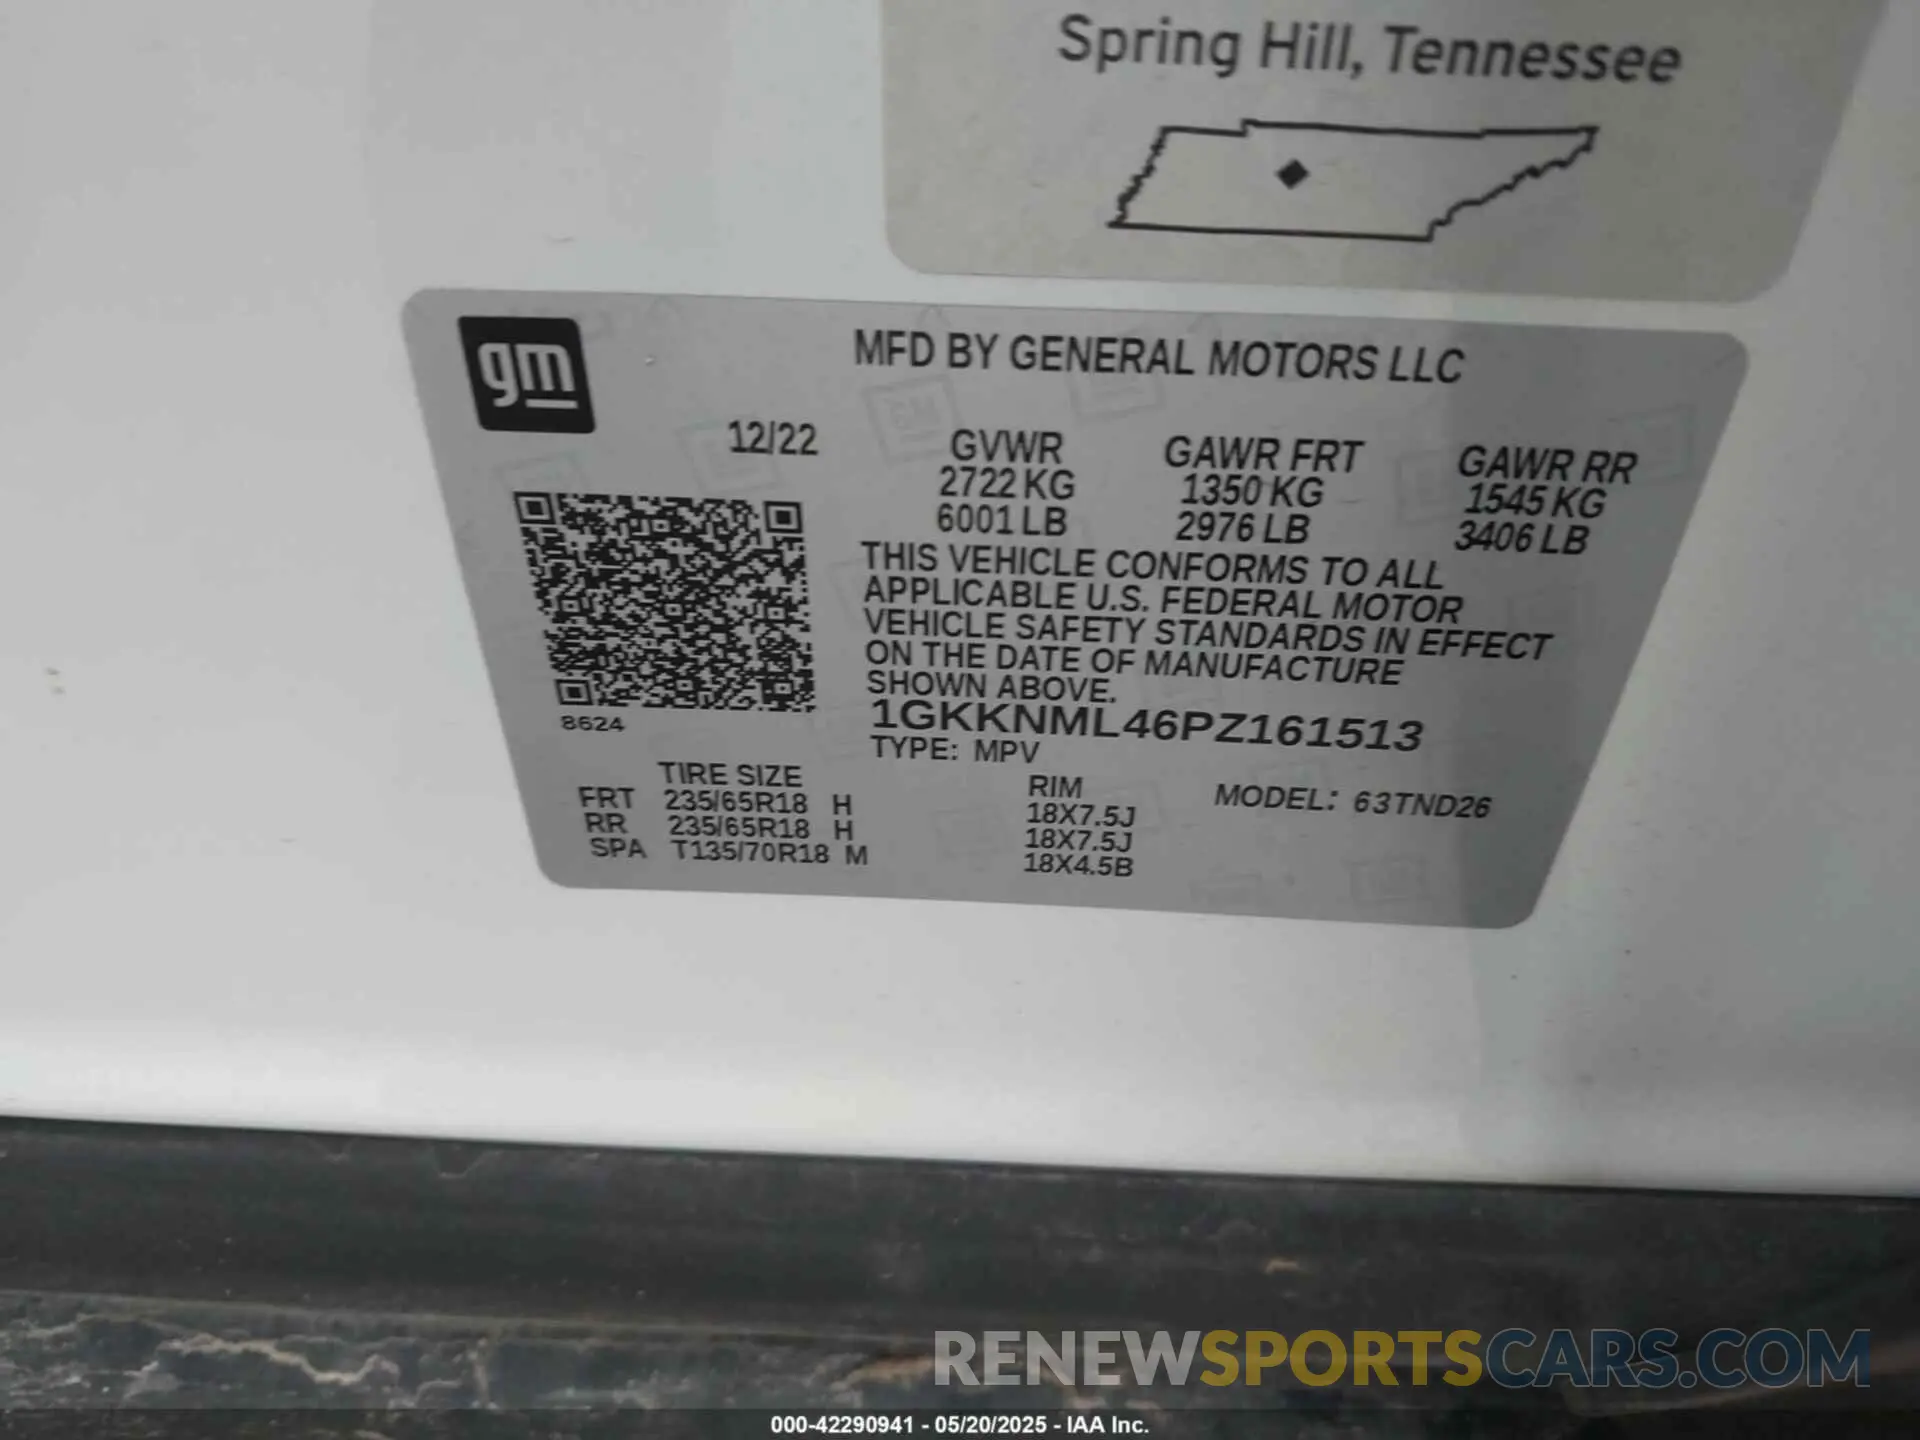 Spring Hill, Tennessee
gm
MFD BY GENERAL MOTORS LLC
12/22
GVWR GAWR FRT GAWR RR
2722 KG 1350 KG 1545 KG
6001 LB 2976 LB 3406 LB
THIS VEHICLE CONFORMS TO ALL
APPLICABLE U.S. FEDERAL MOTOR
VEHICLE SAFETY STANDARDS IN EFFECT
ON THE DATE OF MANUFACTURE
SHOWN ABOVE.
8624
1GKKNML46PZ161513
TYPE: MPV
TIRE SIZE RIM MODEL: 63TND26
FRT 235/65R18 H 18X7.5J
RR 235/65R18 H 18X7.5J
SPA T135/70R18 M 18X4.5B
RENEWSPORTSCARS.COM
000-42290941 - 05/20/2025 - IAA Inc.